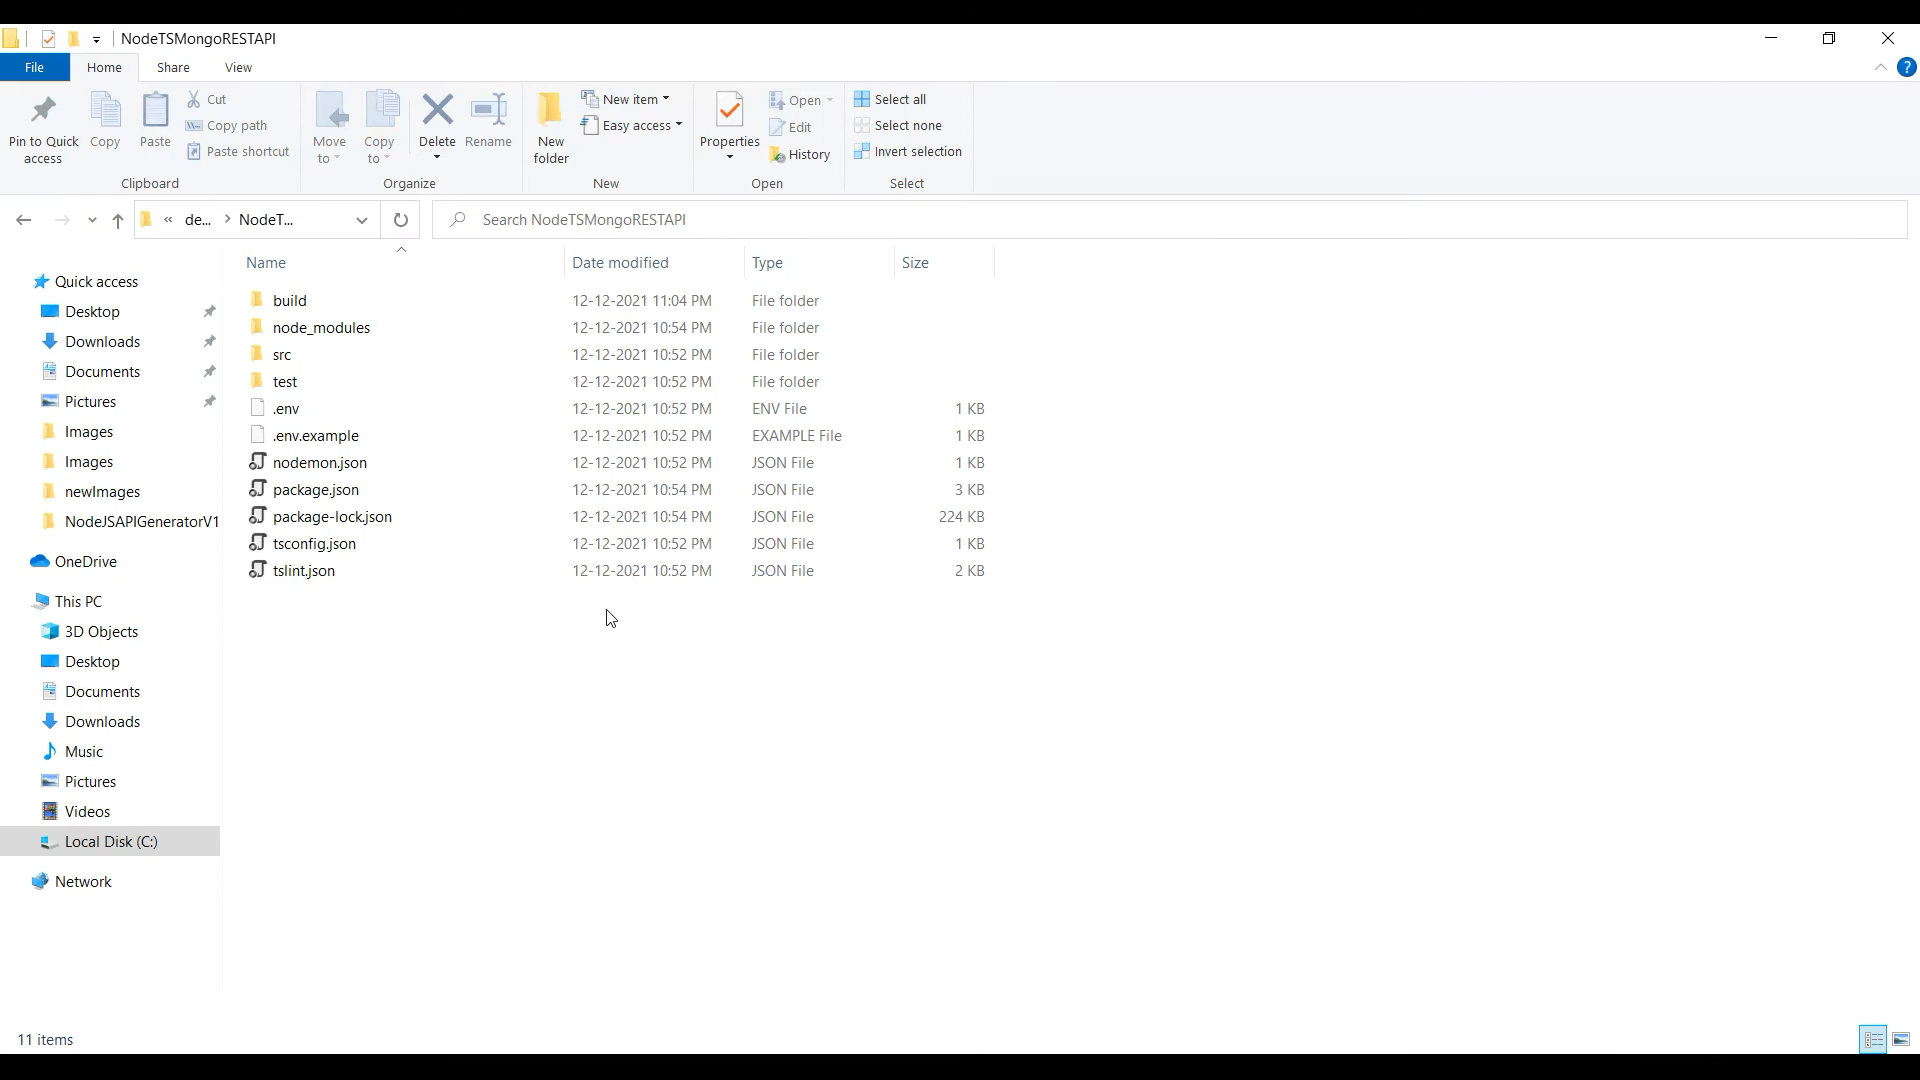 NodeTSMongoRESTAPI
File Home Share View
?
Pin to Quick access
Copy
Paste
Cut
Copy path
Paste shortcut
Clipboard
Move to
Copy to
Delete
Rename
Organize
New folder
New item
Easy access
New
Properties
Open
Edit
History
Open
Select all
Select none
Invert selection
Select
« de... > NodeT...
Search NodeTSMongoRESTAPI
Quick access
Desktop
Downloads
Documents
Pictures
Images
Images
newImages
NodeJSAPIGeneratorV1
OneDrive
This PC
3D Objects
Desktop
Documents
Downloads
Music
Pictures
Videos
Local Disk (C:)
Network
Name Date modified Type Size
build 12-12-2021 11:04 PM File folder
node_modules 12-12-2021 10:54 PM File folder
src 12-12-2021 10:52 PM File folder
test 12-12-2021 10:52 PM File folder
.env 12-12-2021 10:52 PM ENV File 1 KB
.env.example 12-12-2021 10:52 PM EXAMPLE File 1 KB
nodemon.json 12-12-2021 10:52 PM JSON File 1 KB
package.json 12-12-2021 10:54 PM JSON File 3 KB
package-lock.json 12-12-2021 10:54 PM JSON File 224 KB
tsconfig.json 12-12-2021 10:52 PM JSON File 1 KB
tslint.json 12-12-2021 10:52 PM JSON File 2 KB
11 items